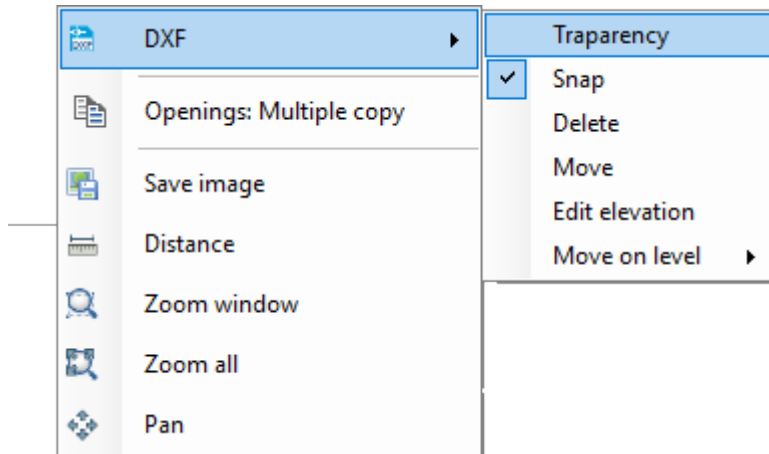 DXF
Openings: Multiple copy
Save image
Distance
Zoom window
Zoom all
Pan
Traparency
Snap
Delete
Move
Edit elevation
Move on level